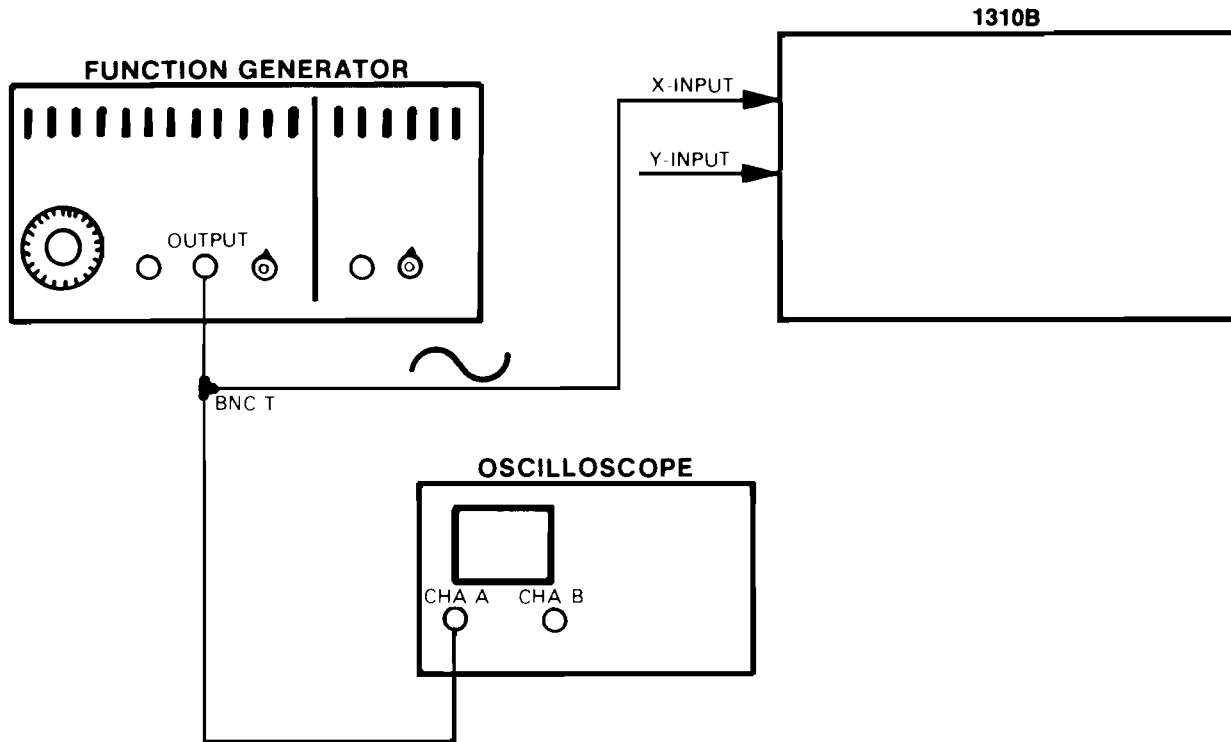 1310B
FUNCTION GENERATOR
X-INPUT
Y-INPUT
OUTPUT
BNC T
OSCILLOSCOPE
CHA A CHA B